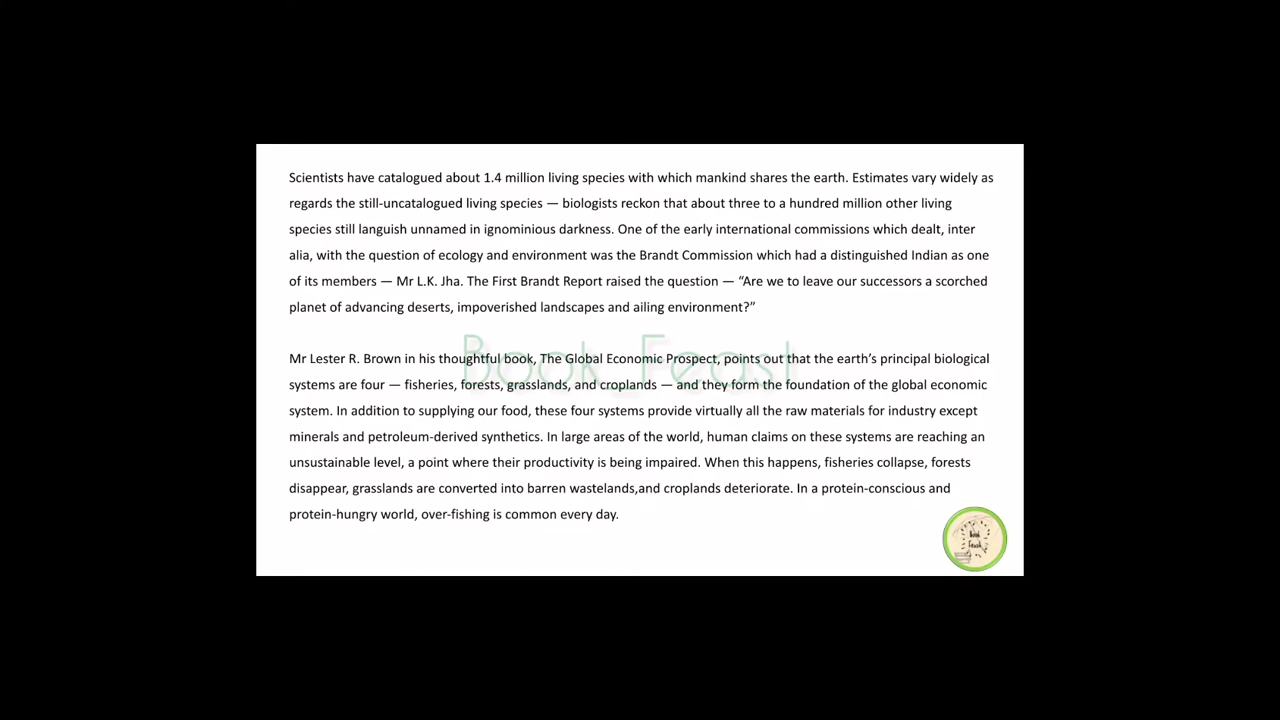 Scientists have catalogued about 1.4 million living species with which mankind shares the earth. Estimates vary widely as
regards the still-uncatalogued living species — biologists reckon that about three to a hundred million other living
species still languish unnamed in ignominious darkness. One of the early international commissions which dealt, inter
alia, with the question of ecology and environment was the Brandt Commission which had a distinguished Indian as one
of its members — Mr L.K. Jha. The First Brandt Report raised the question — “Are we to leave our successors a scorched
planet of advancing deserts, impoverished landscapes and ailing environment?”
Book_Feast
Mr Lester R. Brown in his thoughtful book, The Global Economic Prospect, points out that the earth’s principal biological
systems are four — fisheries, forests, grasslands, and croplands — and they form the foundation of the global economic
system. In addition to supplying our food, these four systems provide virtually all the raw materials for industry except
minerals and petroleum-derived synthetics. In large areas of the world, human claims on these systems are reaching an
unsustainable level, a point where their productivity is being impaired. When this happens, fisheries collapse, forests
disappear, grasslands are converted into barren wastelands,and croplands deteriorate. In a protein-conscious and
protein-hungry world, over-fishing is common every day.
Book
Feast